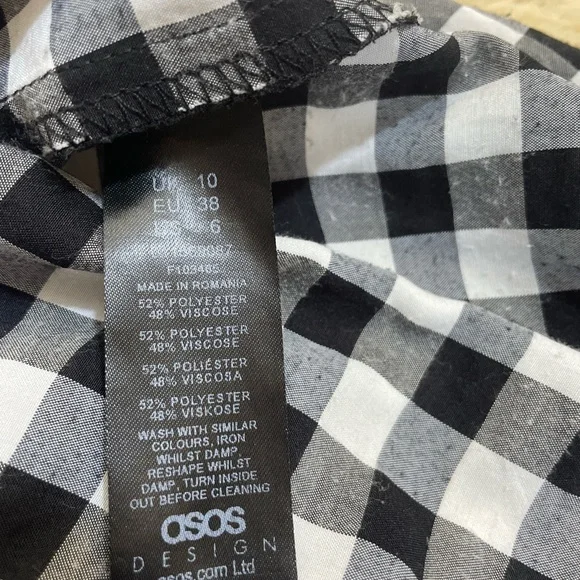 UK 10
EU 38
6
F103465
MADE IN ROMANIA
52% POLYESTER
48% VISCOSE
52% POLYESTER
48% VISCOSE
52% POLIÉSTER
48% VISCOSA
52% POLYESTER
48% VISKOSE
WASH WITH SIMILAR
COLOURS, IRON
WHILST DAMP,
RESHAPE WHILST
DAMP, TURN INSIDE
OUT BEFORE CLEANING
asos
DESIGN
asos.com Ltd